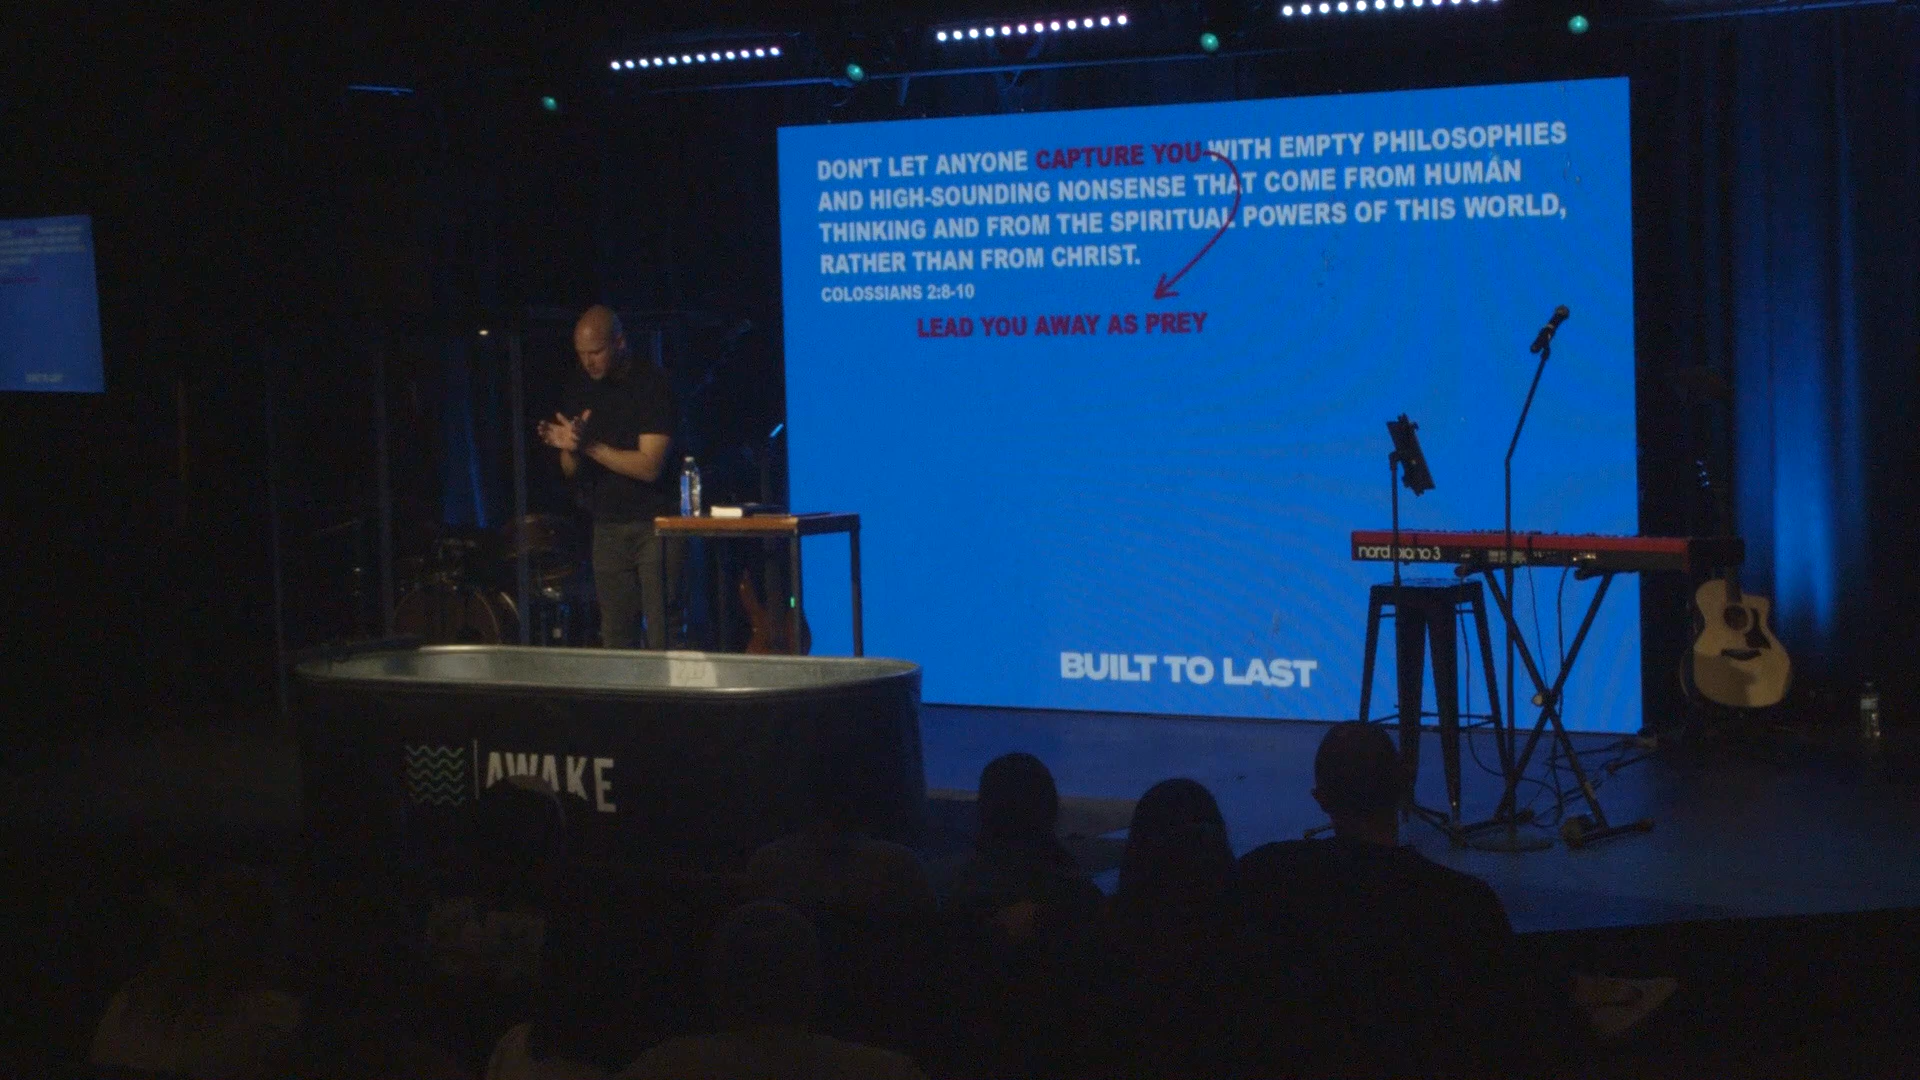 DON'T LET ANYONE CAPTURE YOU WITH EMPTY PHILOSOPHIES
AND HIGH-SOUNDING NONSENSE THAT COME FROM HUMAN
THINKING AND FROM THE SPIRITUAL POWERS OF THIS WORLD,
RATHER THAN FROM CHRIST.
COLOSSIANS 2:8-10
LEAD YOU AWAY AS PREY
BUILT TO LAST
nord piano 3
AWAKE